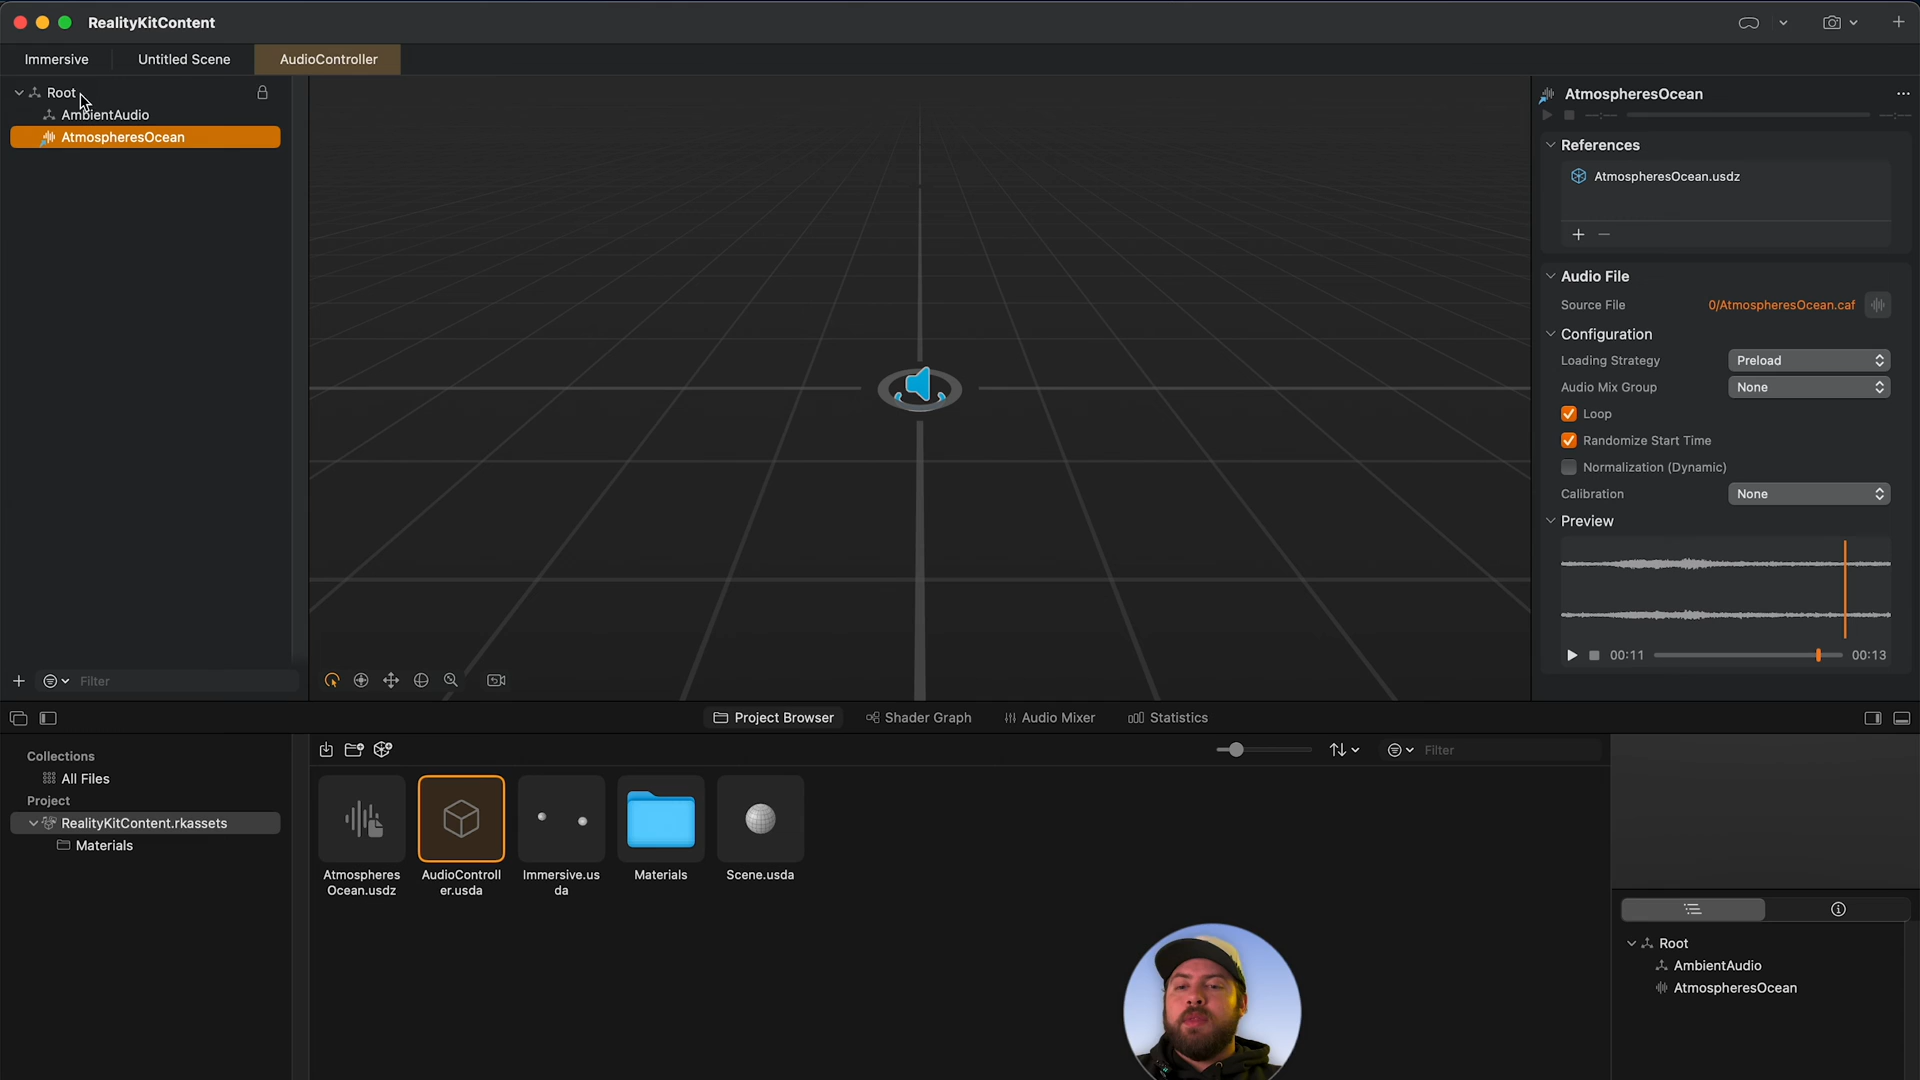 RealityKitContent
Immersive
Untitled Scene
AudioController
Root
AmbientAudio
AtmospheresOcean
Filter
AtmospheresOcean
References
AtmospheresOcean.usdz
Audio File
Source File
0/AtmospheresOcean.caf
Configuration
Loading Strategy
Preload
Audio Mix Group
None
Loop
Randomize Start Time
Normalization (Dynamic)
Calibration
None
Preview
00:11
00:13
Project Browser
Shader Graph
Audio Mixer
Statistics
Collections
All Files
Project
RealityKitContent.rkassets
Materials
Filter
Atmospheres
Ocean.usdz
AudioControll
er.usda
Immersive.us
da
Materials
Scene.usda
Root
AmbientAudio
AtmospheresOcean